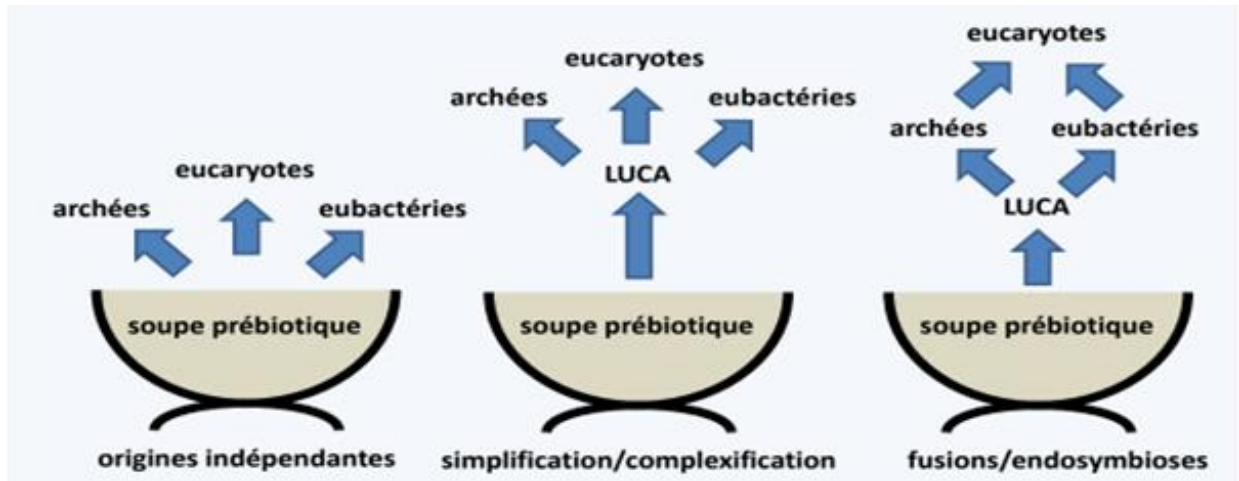 eucaryotes
archées
eubactéries
soupe prébiotique
origines indépendantes
eucaryotes
archées
eubactéries
LUCA
soupe prébiotique
simplification/complexification
eucaryotes
archées
eubactéries
LUCA
soupe prébiotique
fusions/endosymbioses